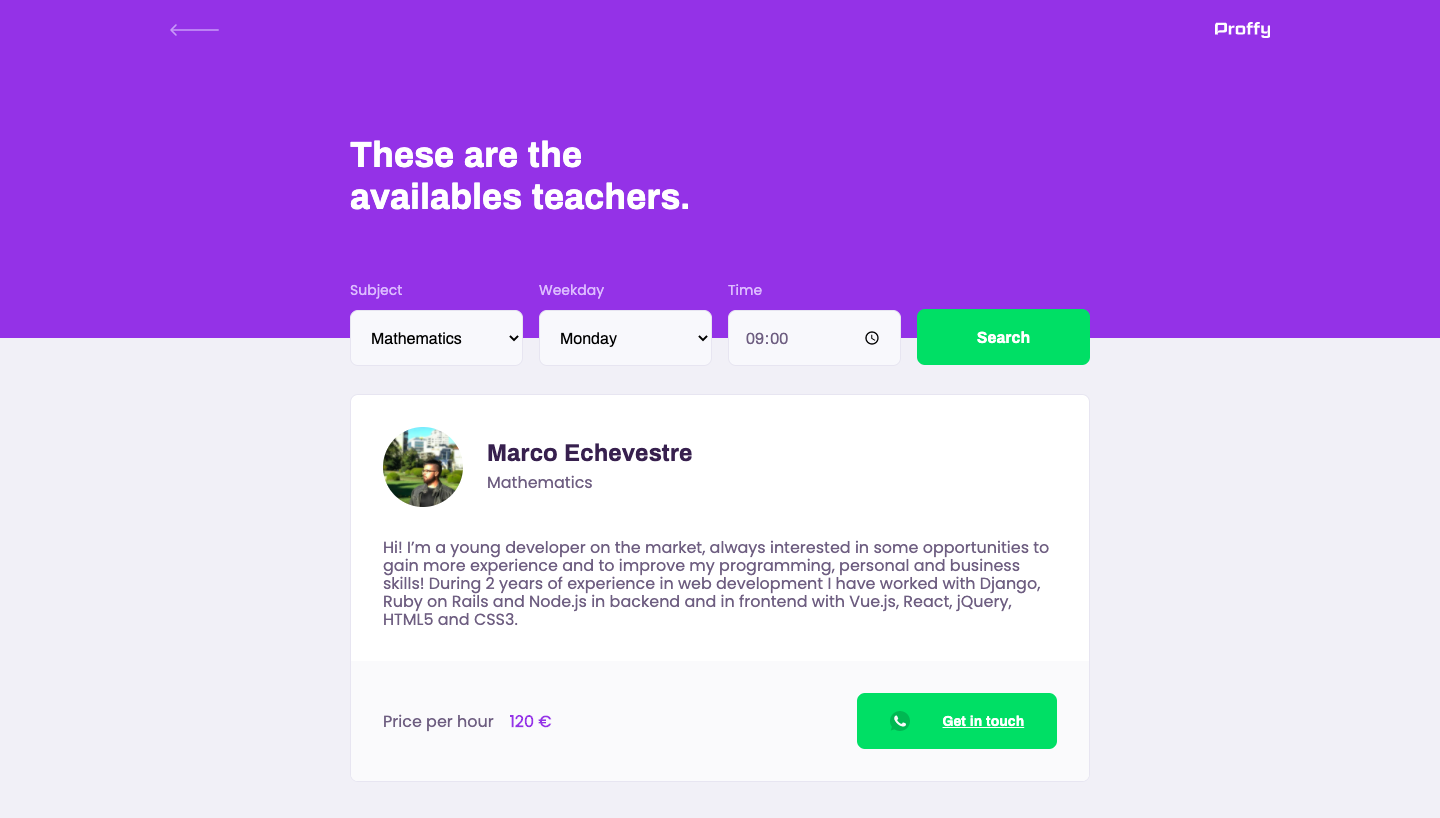 Proffy
These are the
availables teachers.
Subject
Weekday
Time
Mathematics
Monday
09:00
Search
Marco Echevestre
Mathematics
Hi! I'm a young developer on the market, always interested in some opportunities to
gain more experience and to improve my programming, personal and business
skills! During 2 years of experience in web development I have worked with Django,
Ruby on Rails and Node.js in backend and in frontend with Vue.js, React, jQuery,
HTML5 and CSS3.
Price per hour 120 €
Get in touch